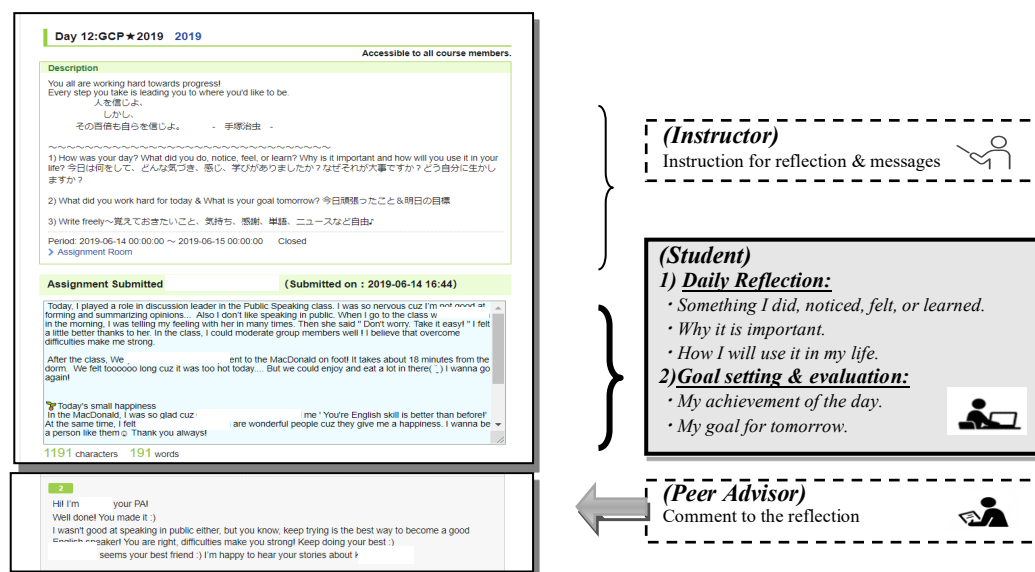 Day 12:GCP★2019 2019
Accessible to all course members.
Description
You all are working hard towards progress!
Every step you take is leading you to where you'd like to be.
人を信じよ、
しかし、
その百倍も自らを信じよ。 - 手塚治虫 -
～～～～～～～～～～～～～～～～～～～～～～～～～～～～～～～
1) How was your day? What did you do, notice, feel, or learn? Why is it important and how will you use it in your
life? 今日は何をして、どんな気づき、感じ、学びがありましたか？なぜそれが大事ですか？どう自分に生かし
ますか？
2) What did you work hard for today & What is your goal tomorrow? 今日頑張ったこと＆明日の目標
3) Write freely～覚えておきたいこと、気持ち、感謝、単語、ニュースなど自由♪
Period: 2019-06-14 00:00:00 ～ 2019-06-15 00:00:00 Closed
Assignment Room
Assignment Submitted (Submitted on : 2019-06-14 16:44)
Today, I played a role in discussion leader in the Public Speaking class. I was so nervous cuz I'm not good at
forming and summarizing opinions... Also I don't like speaking in public. When I go to the class w
in the morning, I was telling my feeling with her in many times. Then she said " Don't worry. Take it easy! " I felt
a little better thanks to her. In the class, I could moderate group members well ! I believe that overcome
difficulties make me strong.
After the class, We ent to the MacDonald on foot! It takes about 18 minutes from the
dorm. We felt toooooo long cuz it was too hot today.... But we could enjoy and eat a lot in there( ¨̮ ) I wanna go
again!
Today's small happiness
In the MacDonald, I was so glad cuz me ' You're English skill is better than before!'
At the same time, I felt are wonderful people cuz they give me a happiness. I wanna be
a person like them☺ Thank you always!
1191 characters 191 words
2
Hi! I'm your PA!
Well done! You made it :)
I wasn't good at speaking in public either, but you know, keep trying is the best way to become a good
English speaker! You are right, difficulties make you strong! Keep doing your best :)
seems your best friend :) I'm happy to hear your stories about
(Instructor)
Instruction for reflection & messages
(Student)
1) Daily Reflection:
・Something I did, noticed, felt, or learned.
・Why it is important.
・How I will use it in my life.
2)Goal setting & evaluation:
・My achievement of the day.
・My goal for tomorrow.
(Peer Advisor)
Comment to the reflection